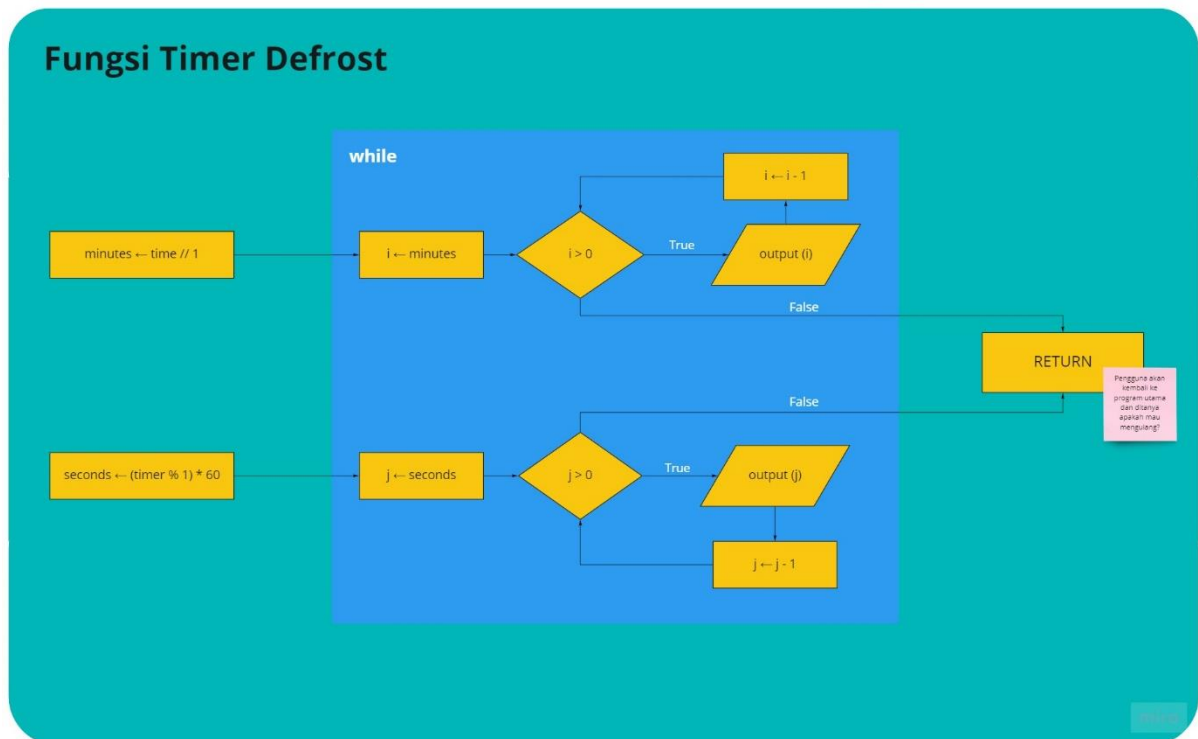 Fungsi Timer Defrost
while
i ← i - 1
minutes ← time // 1
i ← minutes
i > 0
True
output (i)
False
RETURN
Pengguna akan
kembali ke
program utama
dan ditanya
apakah mau
mengulang?
False
seconds ← (timer % 1) * 60
j ← seconds
j > 0
True
output (j)
j ← j - 1
miro